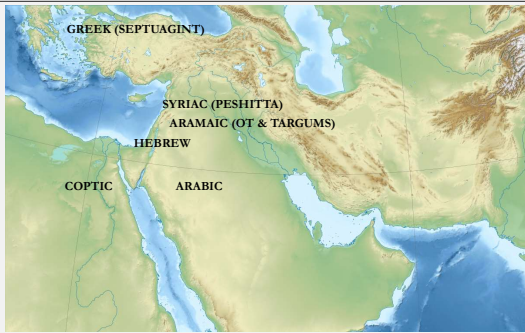 GREEK (SEPTUAGINT)
SYRIAC (PESHITTA)
ARAMAIC (OT & TARGUMS)
HEBREW
COPTIC
ARABIC